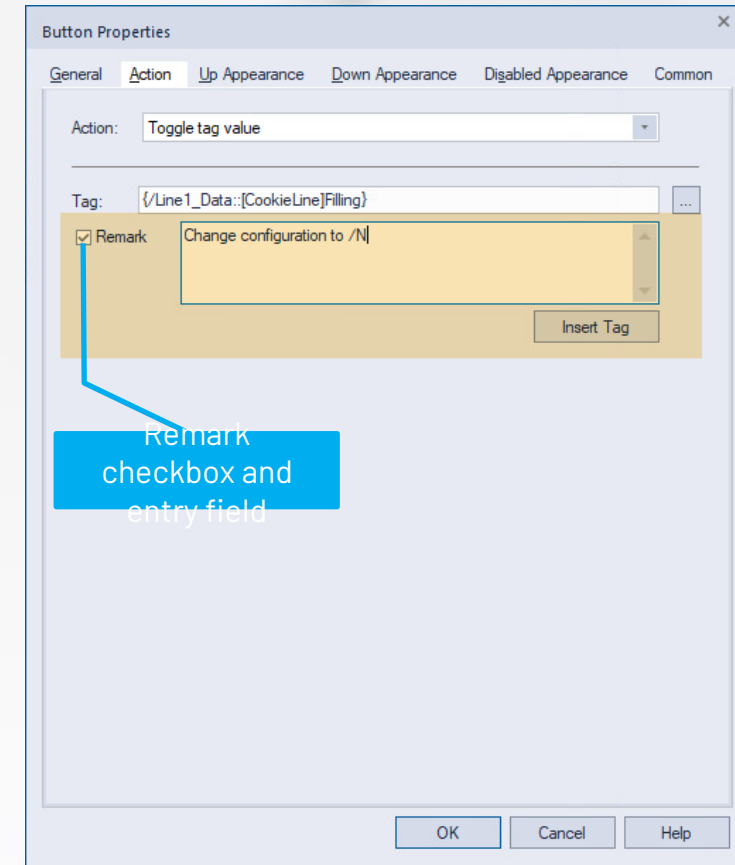 Button Properties
General Action Up Appearance Down Appearance Disabled Appearance Common
Action: Toggle tag value
Tag: {/Line1_Data::[CookieLine]Filling} ...
Remark Change configuration to /N
Insert Tag
Remark
checkbox and
entry field
OK Cancel Help